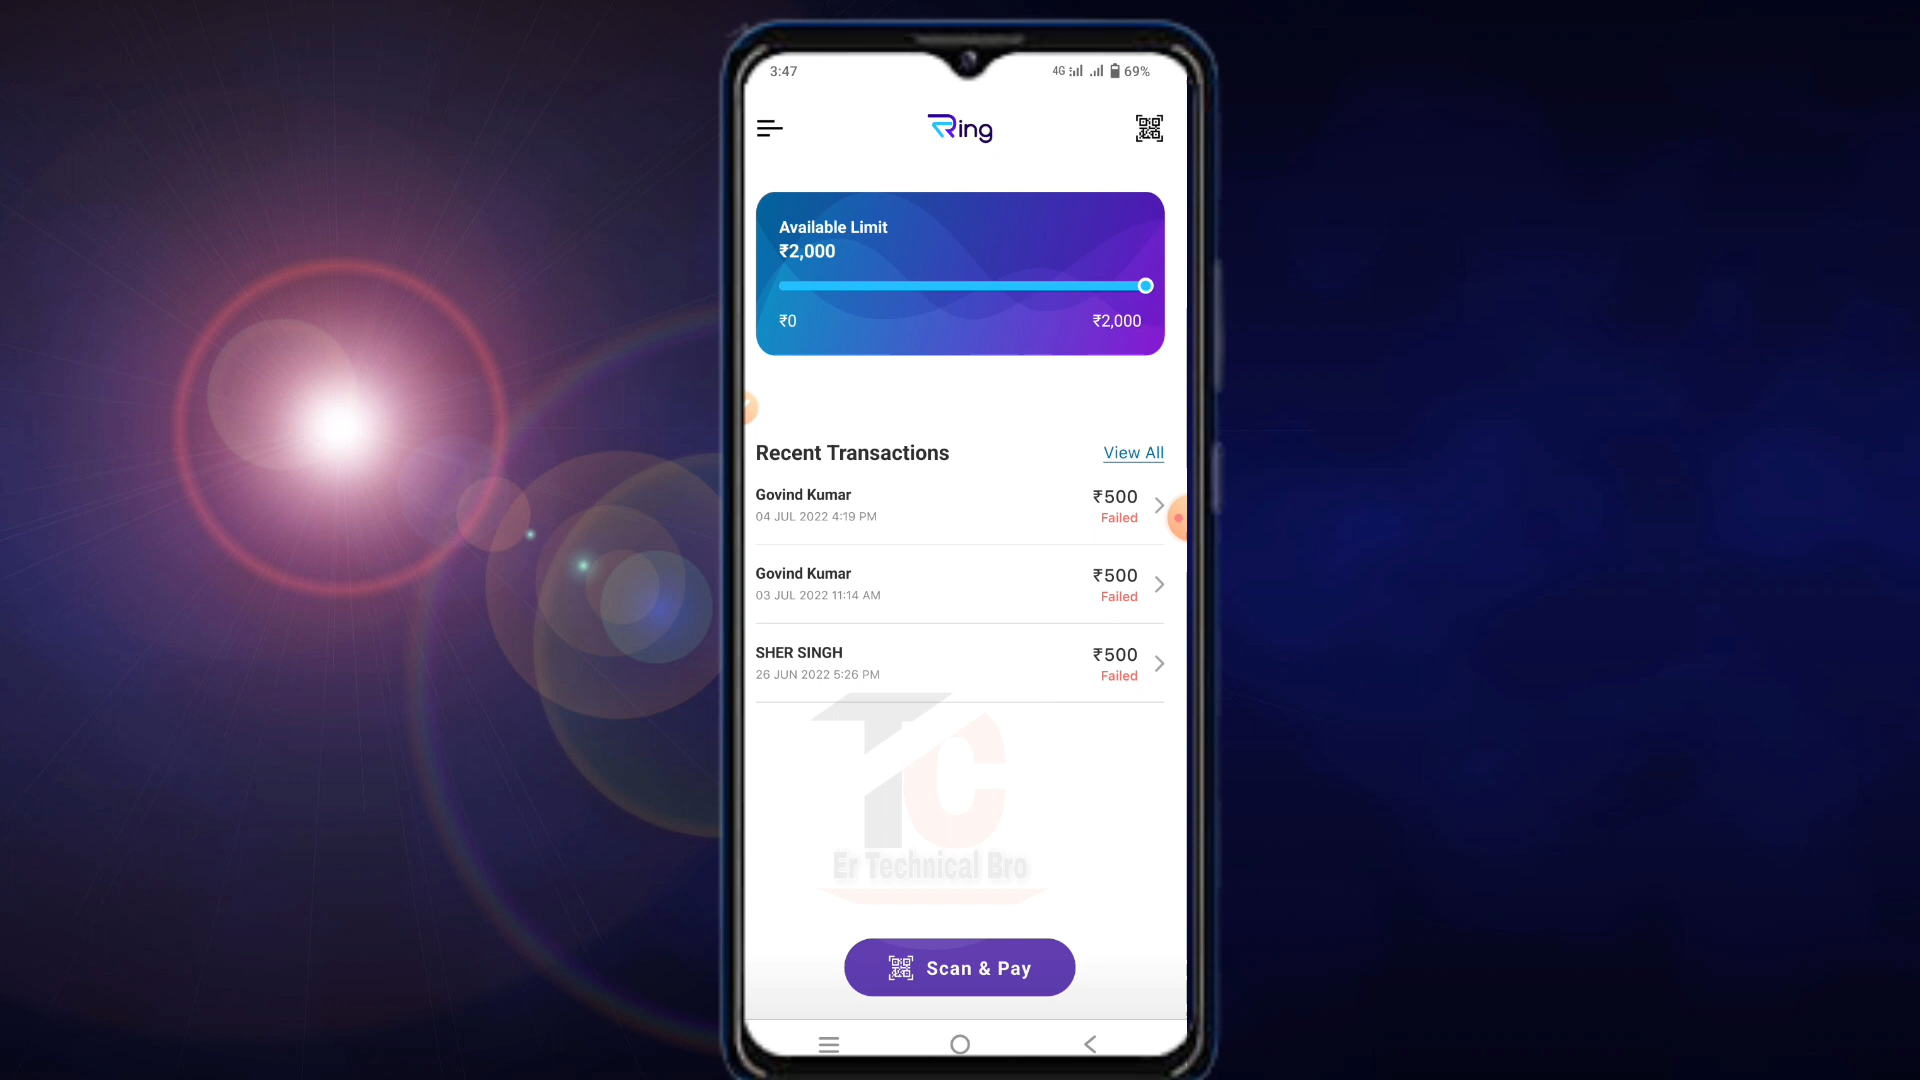 3:47 4G 69%
Ring
Available Limit
₹2,000
₹0 ₹2,000
Recent Transactions View All
Govind Kumar ₹500
04 JUL 2022 4:19 PM Failed
Govind Kumar ₹500
03 JUL 2022 11:14 AM Failed
SHER SINGH ₹500
26 JUN 2022 5:26 PM Failed
TC
Er Technical Bro
Scan & Pay